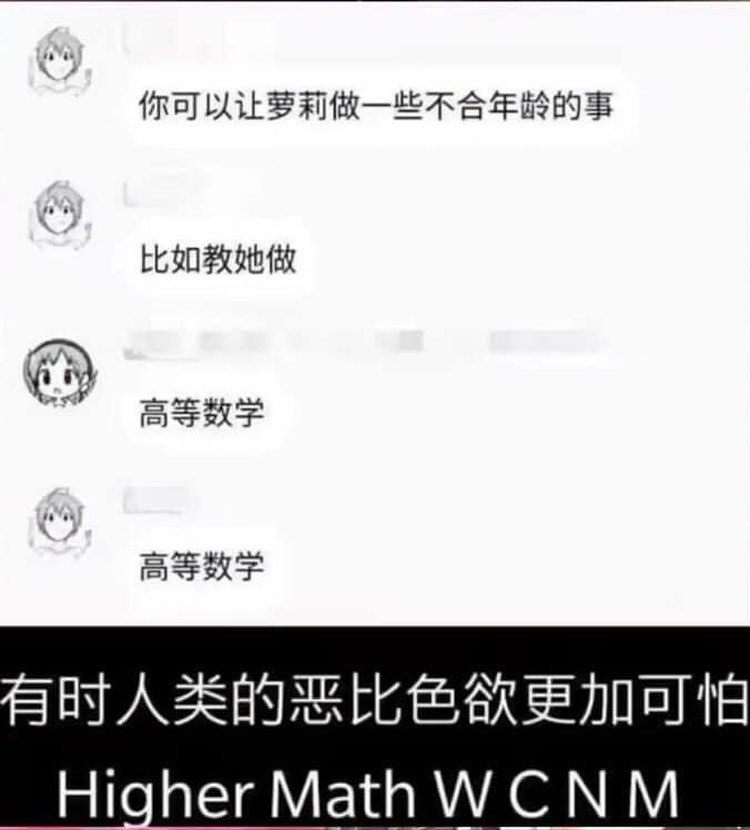 你可以让萝莉做一些不合年龄的事
比如教她做
高等数学
高等数学
有时人类的恶比色欲更加可怕
Higher Math W C N M